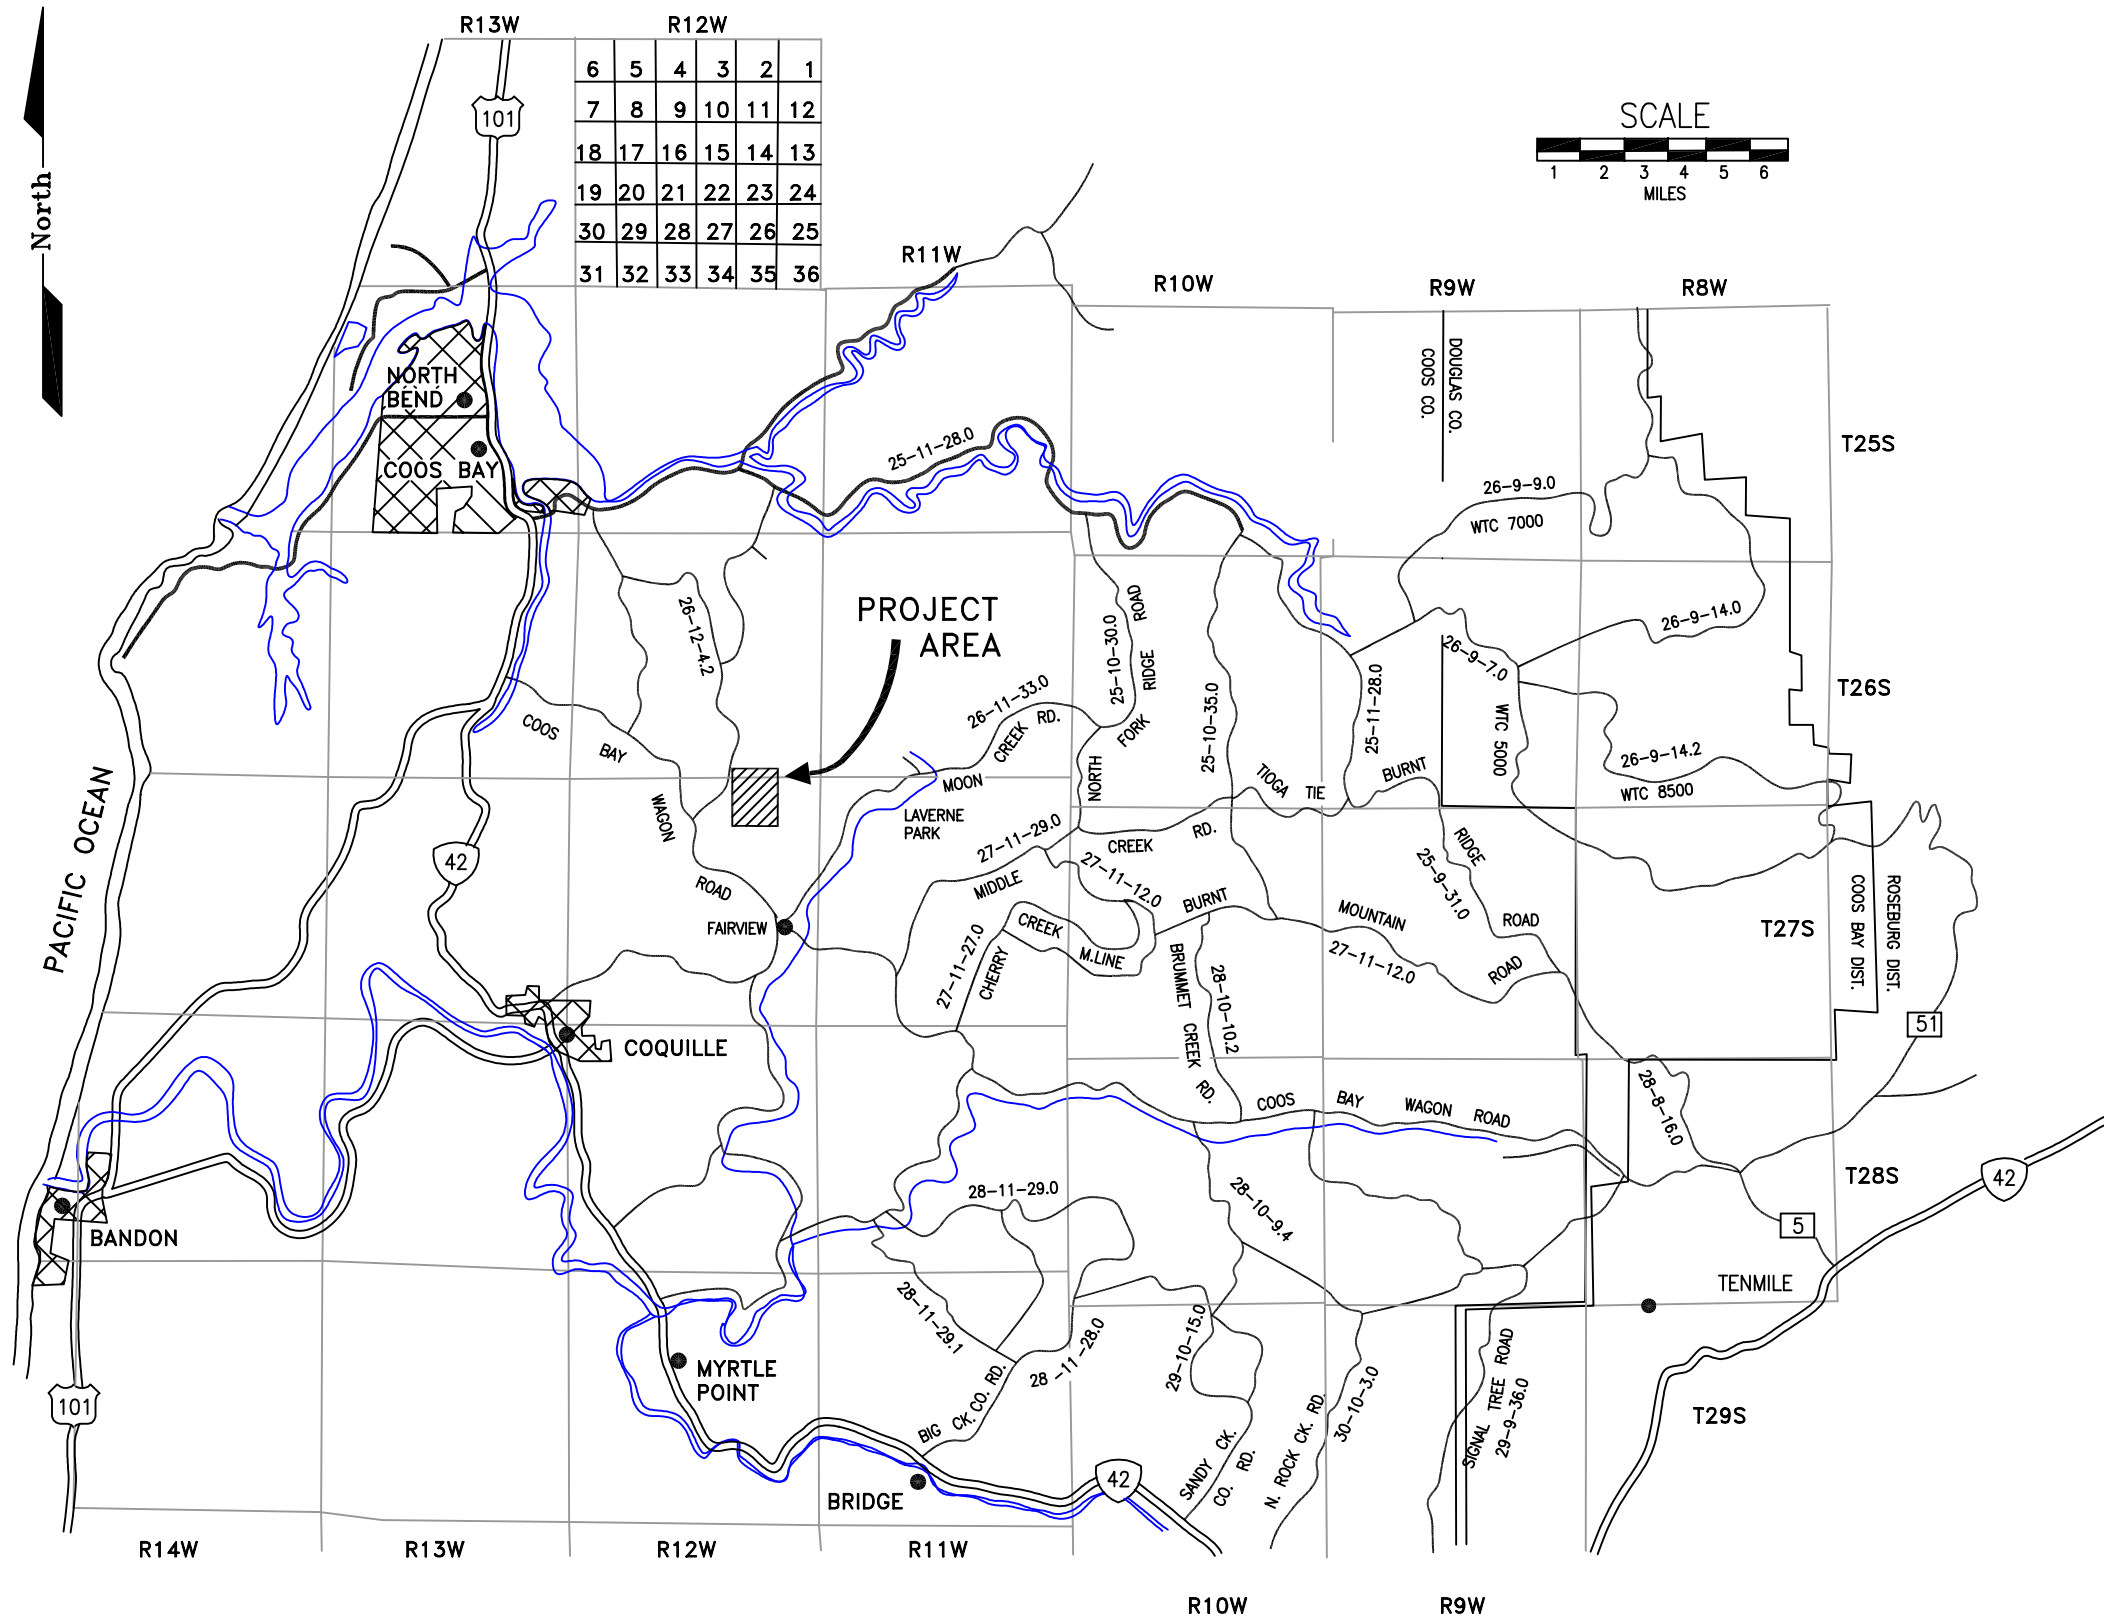 R13W
R12W
6 5 4 3 2 1
7 8 9 10 11 12
18 17 16 15 14 13
19 20 21 22 23 24
30 29 28 27 26 25
31 32 33 34 35 36
101
North
SCALE
1 2 3 4 5 6
MILES
R11W
R10W
R9W
R8W
DOUGLAS CO.
COOS CO.
NORTH
BEND
COOS BAY
25-11-28.0
26-9-9.0
WTC 7000
T25S
PROJECT
AREA
26-12-4.2
25-10-30.0
RIDGE ROAD
NORTH FORK
26-11-33.0
MOON CREEK RD.
25-10-35.0
25-11-28.0
26-9-7.0
26-9-14.0
WTC 5000
26-9-14.2
WTC 8500
T26S
COOS BAY WAGON ROAD
PACIFIC OCEAN
42
LAVERNE
PARK
TIOGA TIE
CREEK RD.
BURNT
RIDGE
ROAD
25-9-31.0
27-11-29.0
MIDDLE
CREEK
27-11-12.0
27-11-27.0
CHERRY
M.LINE
BURNT
MOUNTAIN
ROAD
27-11-12.0
BRUMMET CREEK RD.
28-10-10.2
FAIRVIEW
T27S
COOS BAY DIST.
ROSEBURG DIST.
51
COQUILLE
COOS BAY WAGON ROAD
28-8-16.0
T28S
42
5
BANDON
28-11-29.0
28-10-9.4
28-11-29.1
28-11-28.0
29-10-15.0
TENMILE
MYRTLE
POINT
BIG CK. CO. RD.
SANDY CK.
CO. RD.
N. ROCK CK. RD.
30-10-3.0
SIGNAL TREE ROAD
29-9-36.0
T29S
101
BRIDGE
42
R14W
R13W
R12W
R11W
R10W
R9W